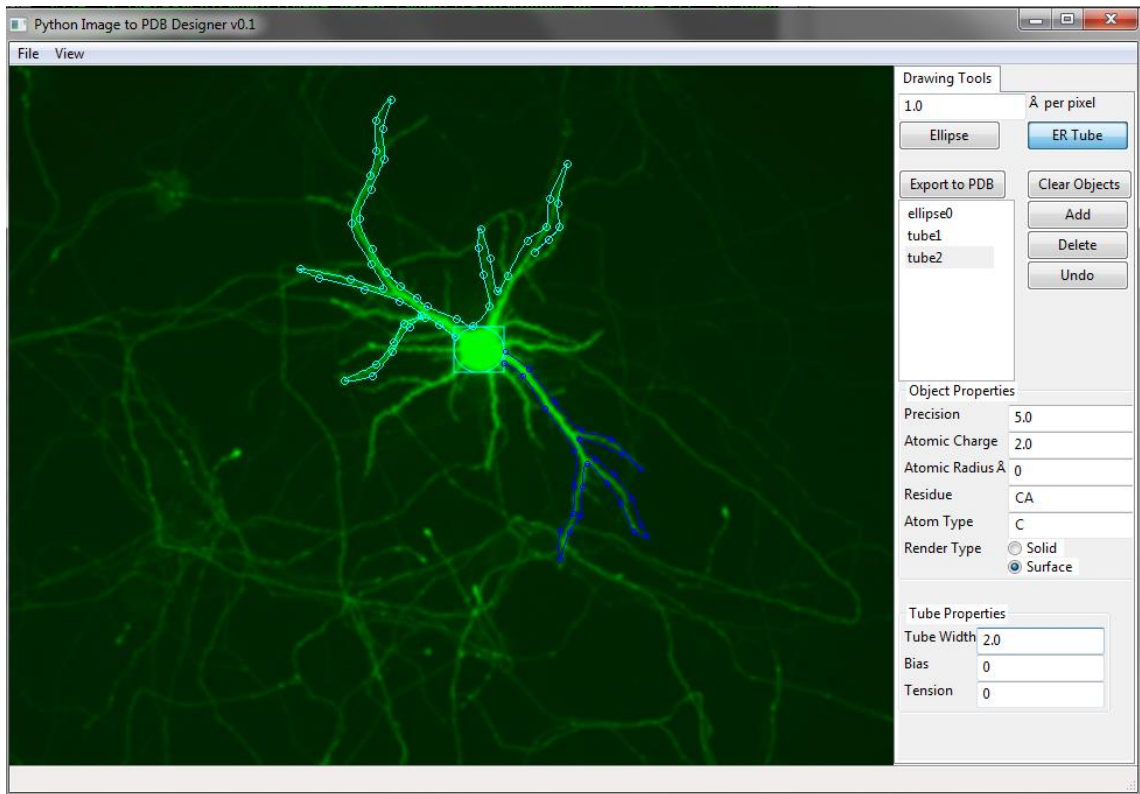 Python Image to PDB Designer v0.1
File View
Drawing Tools
1.0 Å per pixel
Ellipse ER Tube
Export to PDB Clear Objects
ellipse0 Add
tube1 Delete
tube2 Undo
Object Properties
Precision 5.0
Atomic Charge 2.0
Atomic Radius Å 0
Residue CA
Atom Type C
Render Type Solid
Surface
Tube Properties
Tube Width 2.0
Bias 0
Tension 0